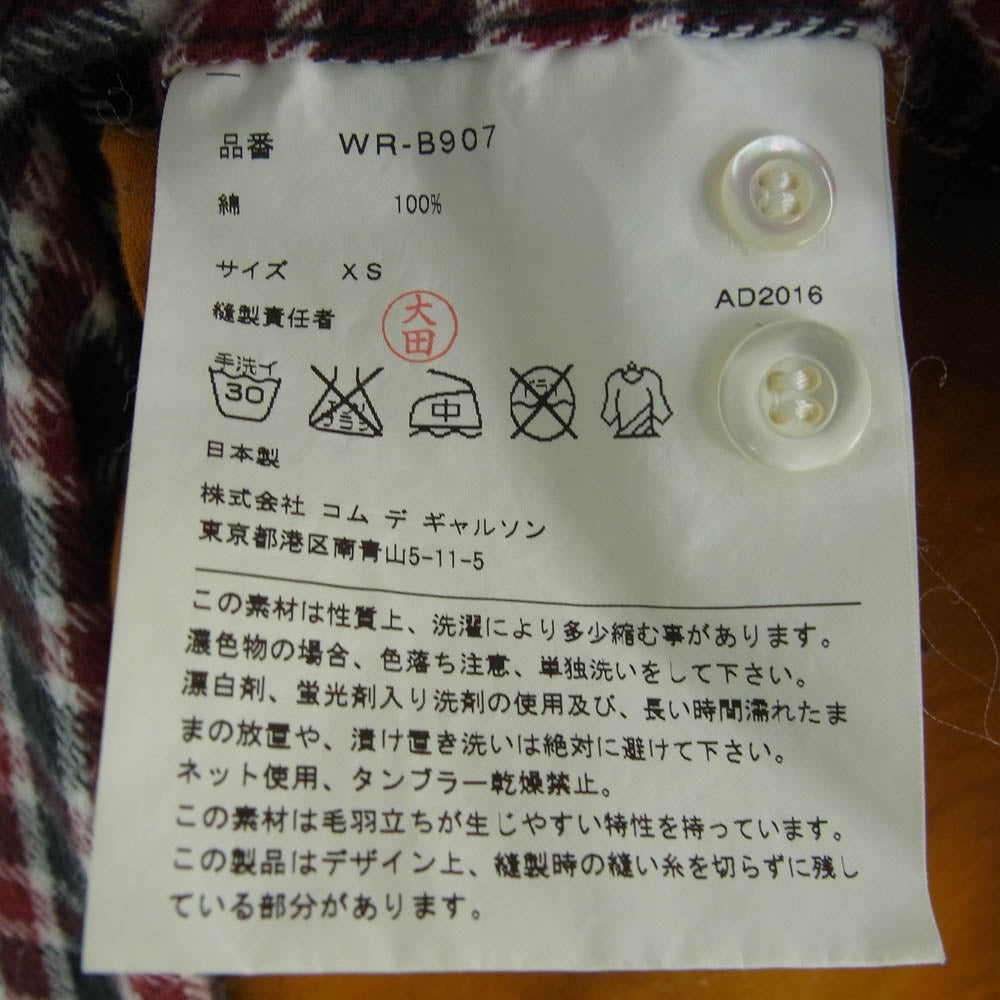 品番 WR-B907
綿 100%
サイズ XS
AD2016
縫製責任者 大田
手洗イ 30 エンソサラシ 中 ドライ
日本製
株式会社 コム デ ギャルソン
東京都港区南青山5-11-5
この素材は性質上、洗濯により多少縮む事があります。
濃色物の場合、色落ち注意、単独洗いをして下さい。
漂白剤、蛍光剤入り洗剤の使用及び、長い時間濡れたま
まの放置や、漬け置き洗いは絶対に避けて下さい。
ネット使用、タンブラー乾燥禁止。
この素材は毛羽立ちが生じやすい特性を持っています。
この製品はデザイン上、縫製時の縫い糸を切らずに残し
ている部分があります。